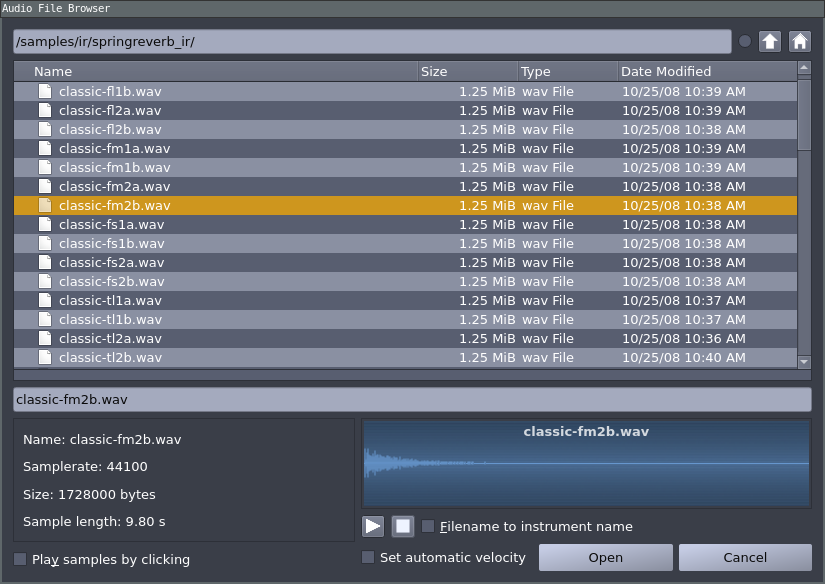 Audio File Browser
/samples/ir/springreverb_ir/
Name Size Type Date Modified
classic-fl1b.wav 1.25 MiB wav File 10/25/08 10:39 AM
classic-fl2a.wav 1.25 MiB wav File 10/25/08 10:39 AM
classic-fl2b.wav 1.25 MiB wav File 10/25/08 10:38 AM
classic-fm1a.wav 1.25 MiB wav File 10/25/08 10:39 AM
classic-fm1b.wav 1.25 MiB wav File 10/25/08 10:39 AM
classic-fm2a.wav 1.25 MiB wav File 10/25/08 10:38 AM
classic-fm2b.wav 1.25 MiB wav File 10/25/08 10:38 AM
classic-fs1a.wav 1.25 MiB wav File 10/25/08 10:38 AM
classic-fs1b.wav 1.25 MiB wav File 10/25/08 10:38 AM
classic-fs2a.wav 1.25 MiB wav File 10/25/08 10:38 AM
classic-fs2b.wav 1.25 MiB wav File 10/25/08 10:38 AM
classic-tl1a.wav 1.25 MiB wav File 10/25/08 10:37 AM
classic-tl1b.wav 1.25 MiB wav File 10/25/08 10:37 AM
classic-tl2a.wav 1.25 MiB wav File 10/25/08 10:36 AM
classic-tl2b.wav 1.25 MiB wav File 10/25/08 10:40 AM
classic-fm2b.wav
Name: classic-fm2b.wav
Samplerate: 44100
Size: 1728000 bytes
Sample length: 9.80 s
Play samples by clicking
classic-fm2b.wav
Filename to instrument name
Set automatic velocity
Open
Cancel